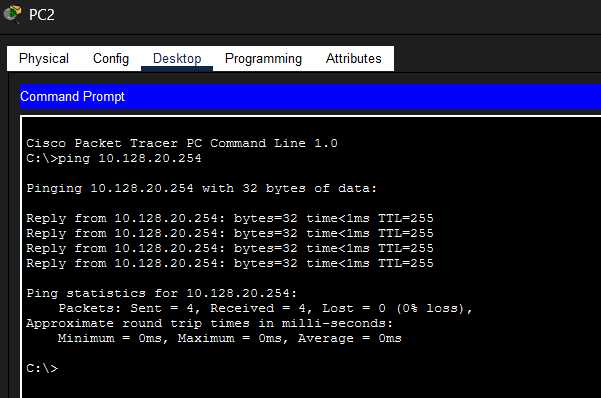 PC2
Physical Config Desktop Programming Attributes
Command Prompt
Cisco Packet Tracer PC Command Line 1.0
C:\>ping 10.128.20.254
Pinging 10.128.20.254 with 32 bytes of data:
Reply from 10.128.20.254: bytes=32 time<1ms TTL=255
Reply from 10.128.20.254: bytes=32 time<1ms TTL=255
Reply from 10.128.20.254: bytes=32 time<1ms TTL=255
Reply from 10.128.20.254: bytes=32 time<1ms TTL=255
Ping statistics for 10.128.20.254:
    Packets: Sent = 4, Received = 4, Lost = 0 (0% loss),
Approximate round trip times in milli-seconds:
    Minimum = 0ms, Maximum = 0ms, Average = 0ms
C:\>